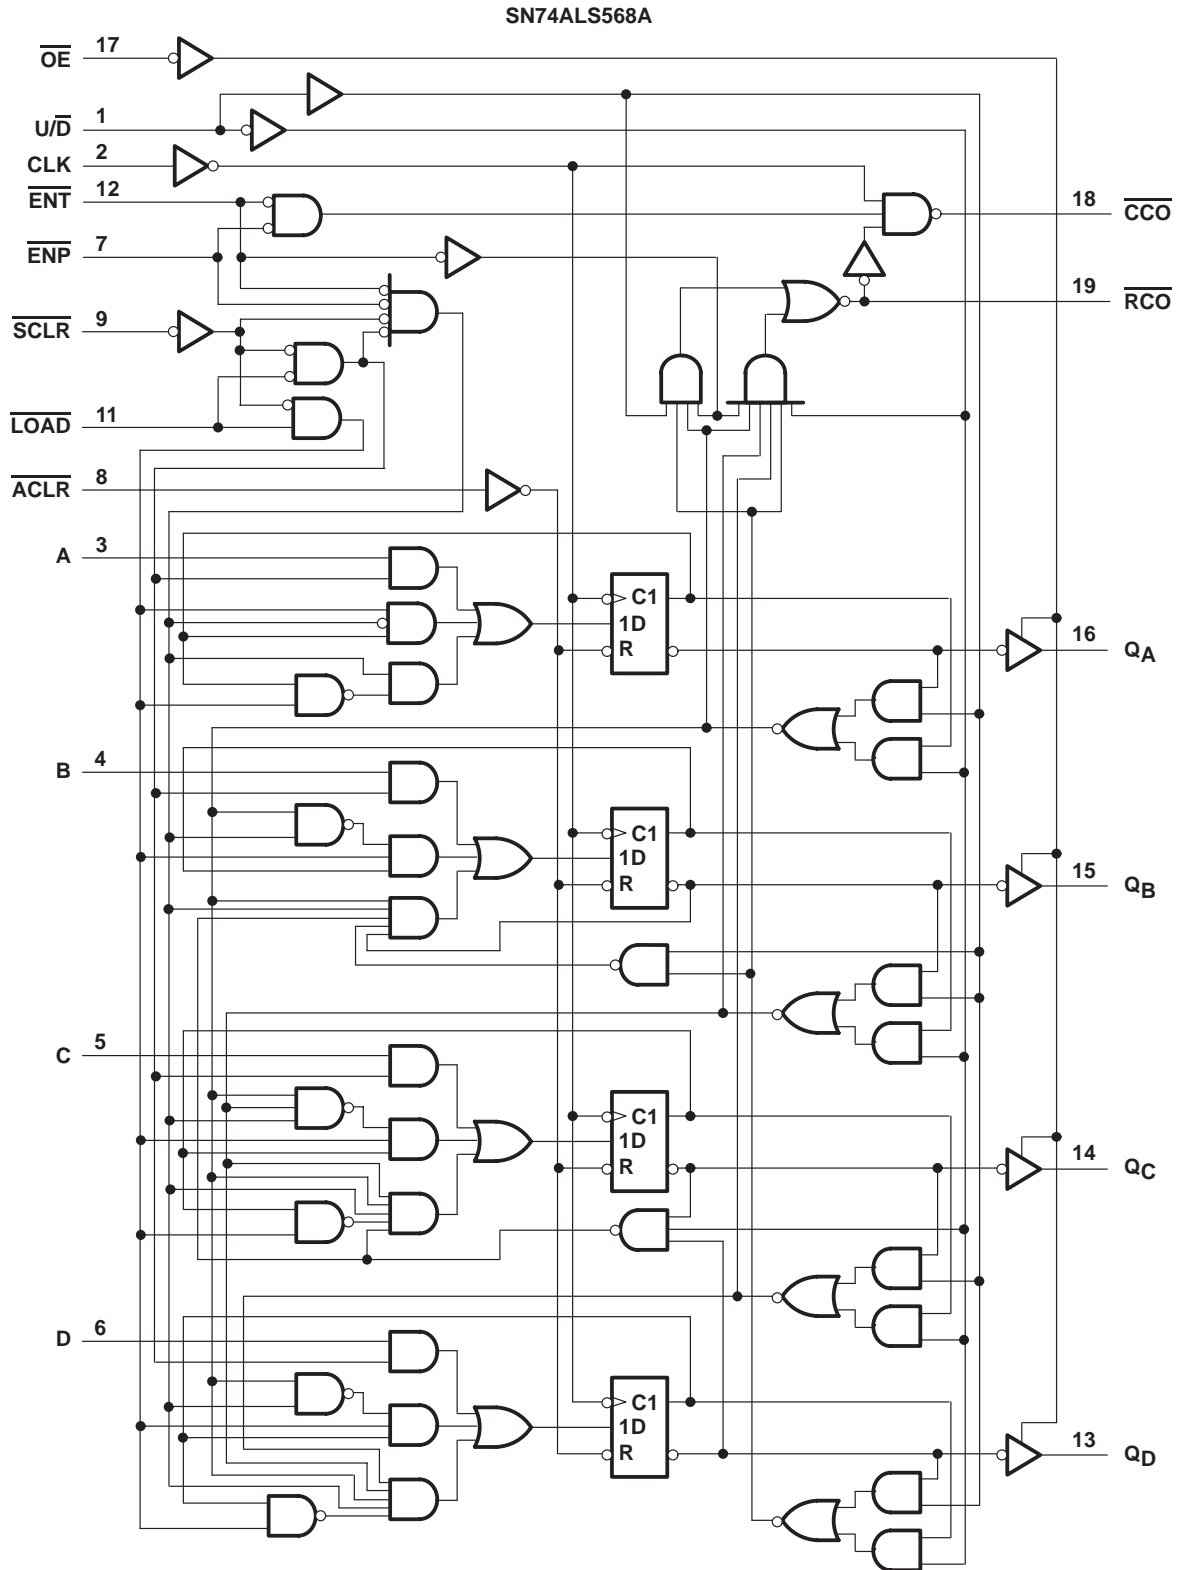 SN74ALS568A
OE 17
U/D 1
CLK 2
ENT 12
18 CCO
ENP 7
19 RCO
SCLR 9
LOAD 11
ACLR 8
A 3
C1
1D
R
16 QA
B 4
C1
1D
R
15 QB
C 5
C1
1D
R
14 QC
D 6
C1
1D
R
13 QD